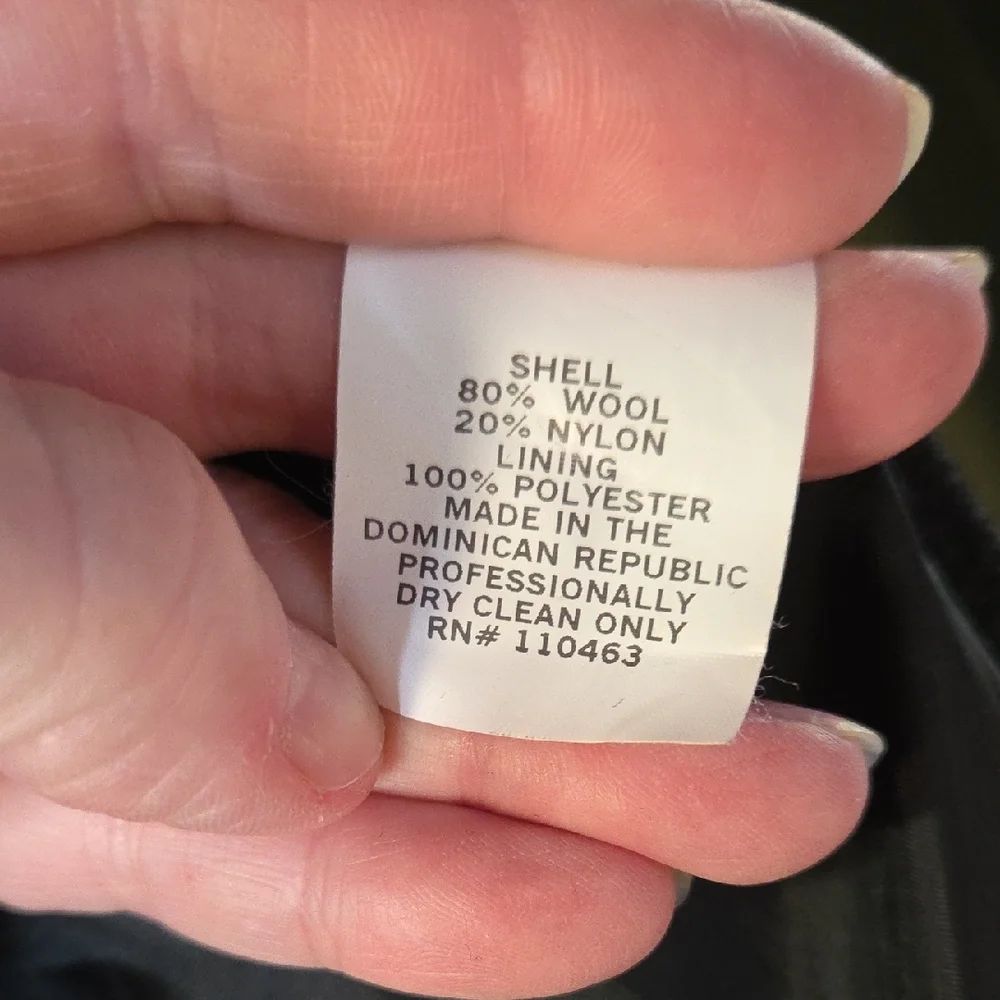 SHELL
80% WOOL
20% NYLON
LINING
100% POLYESTER
MADE IN THE
DOMINICAN REPUBLIC
PROFESSIONALLY
DRY CLEAN ONLY
RN# 110463